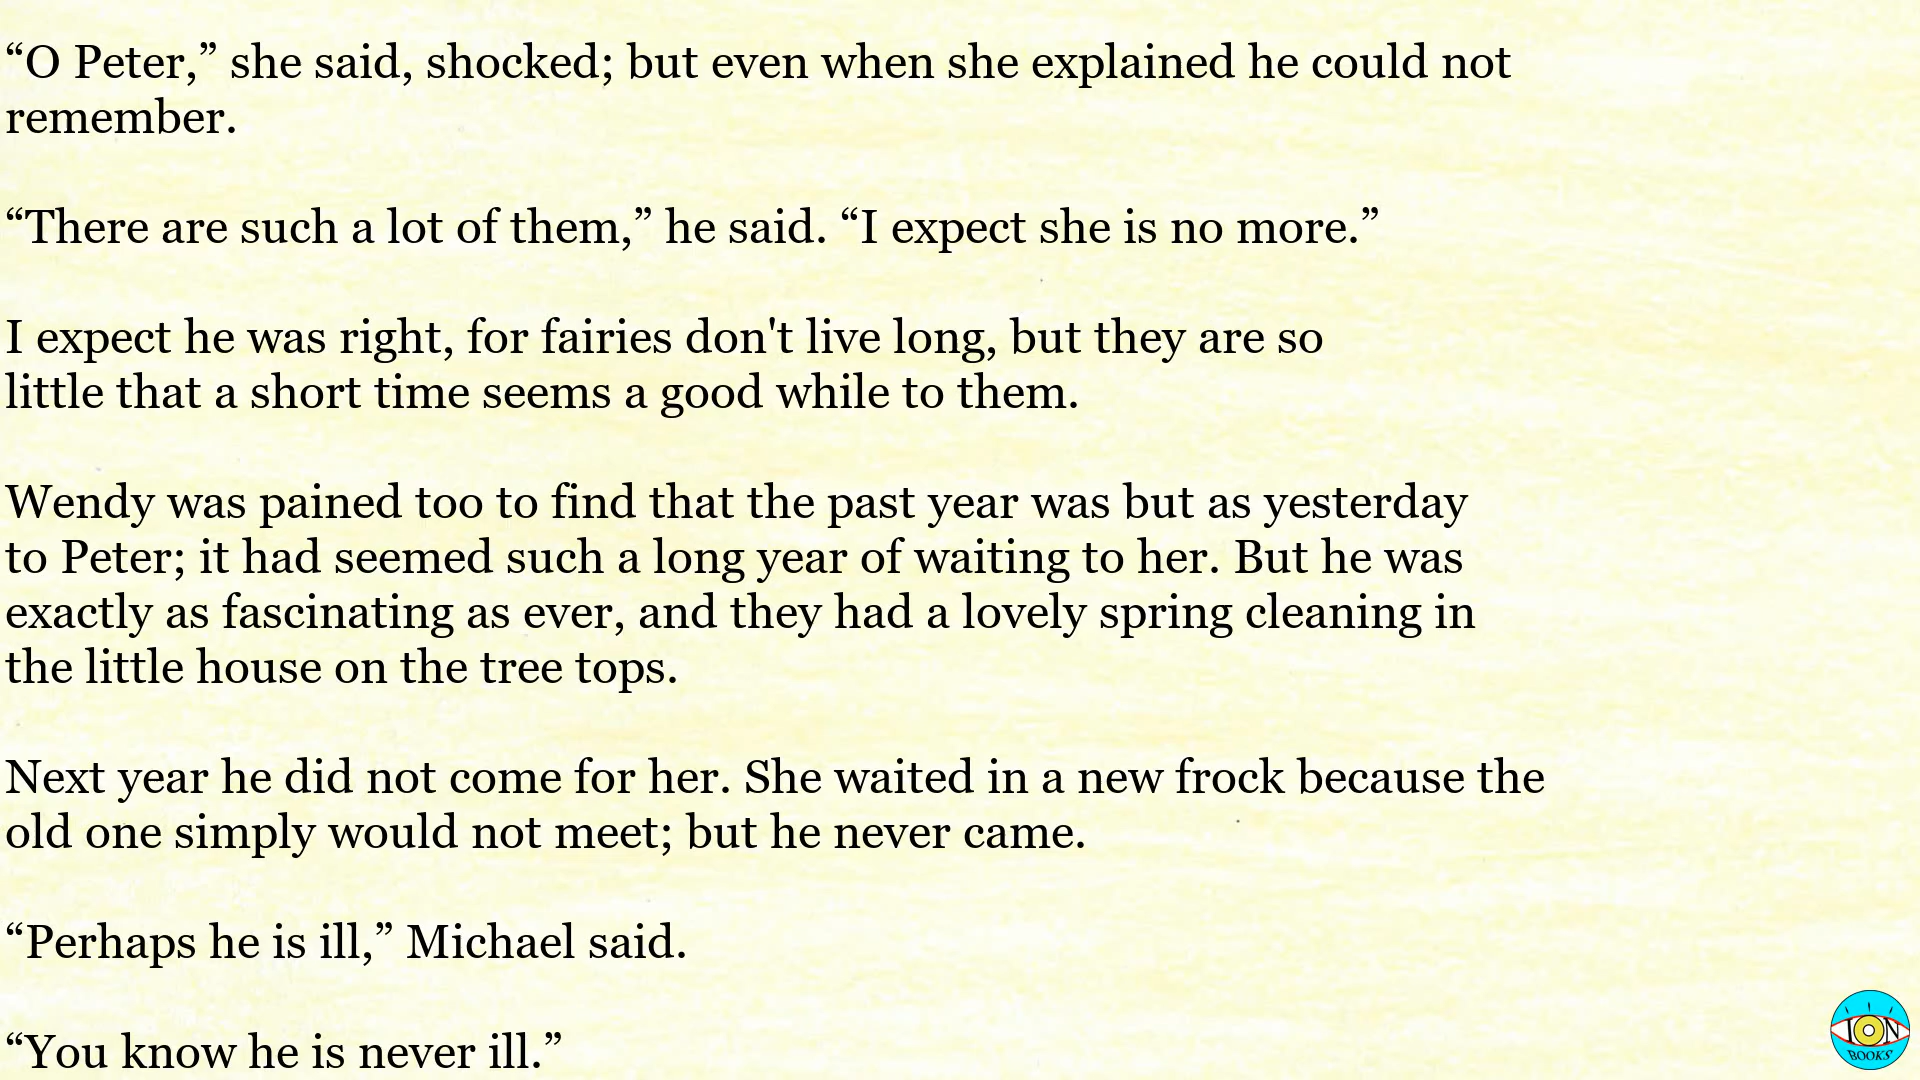 “O Peter,” she said, shocked; but even when she explained he could not
remember.
“There are such a lot of them,” he said. “I expect she is no more.”
I expect he was right, for fairies don't live long, but they are so
little that a short time seems a good while to them.
Wendy was pained too to find that the past year was but as yesterday
to Peter; it had seemed such a long year of waiting to her. But he was
exactly as fascinating as ever, and they had a lovely spring cleaning in
the little house on the tree tops.
Next year he did not come for her. She waited in a new frock because the
old one simply would not meet; but he never came.
“Perhaps he is ill,” Michael said.
“You know he is never ill.”
ION
BOOKS